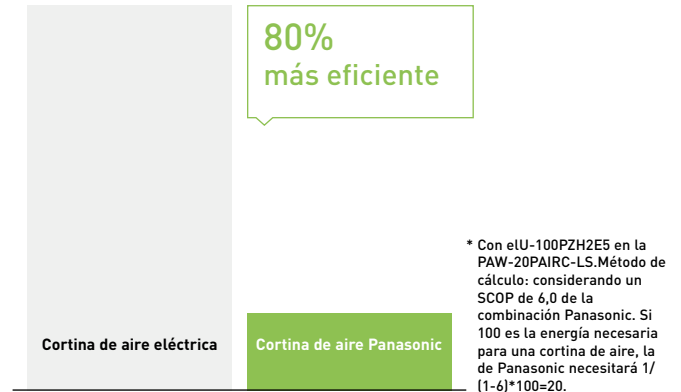 80%
más eficiente
Cortina de aire eléctrica
Cortina de aire Panasonic
* Con elU-100PZH2E5 en la
PAW-20PAIRC-LS.Método de
cálculo: considerando un
SCOP de 6,0 de la
combinación Panasonic. Si
100 es la energía necesaria
para una cortina de aire, la
de Panasonic necesitará 1/
(1-6)*100=20.